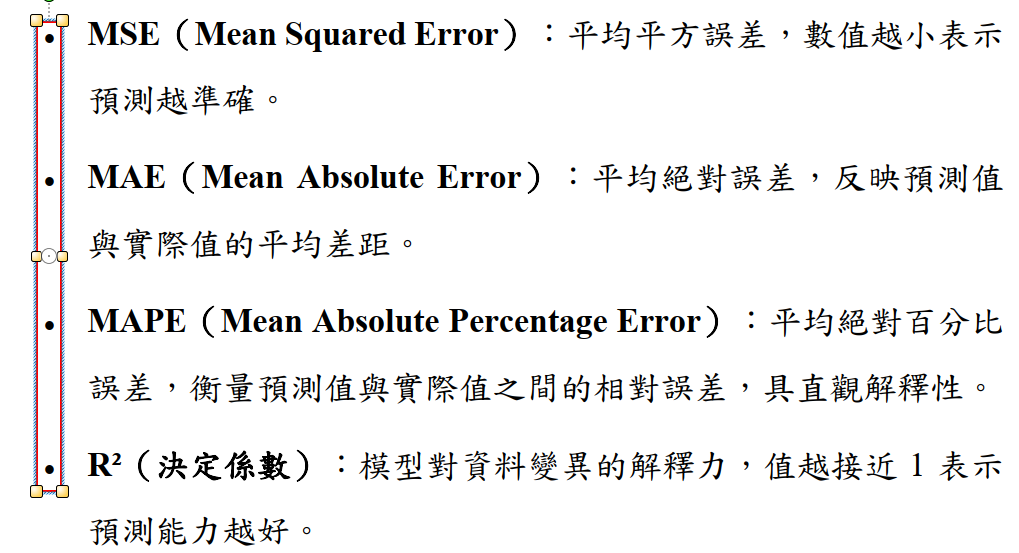 • MSE（Mean Squared Error）：平均平方誤差，數值越小表示
預測越準確。
• MAE（Mean Absolute Error）：平均絕對誤差，反映預測值
與實際值的平均差距。
• MAPE（Mean Absolute Percentage Error）：平均絕對百分比
誤差，衡量預測值與實際值之間的相對誤差，具直觀解釋性。
• R²（決定係數）：模型對資料變異的解釋力，值越接近 1 表示
預測能力越好。